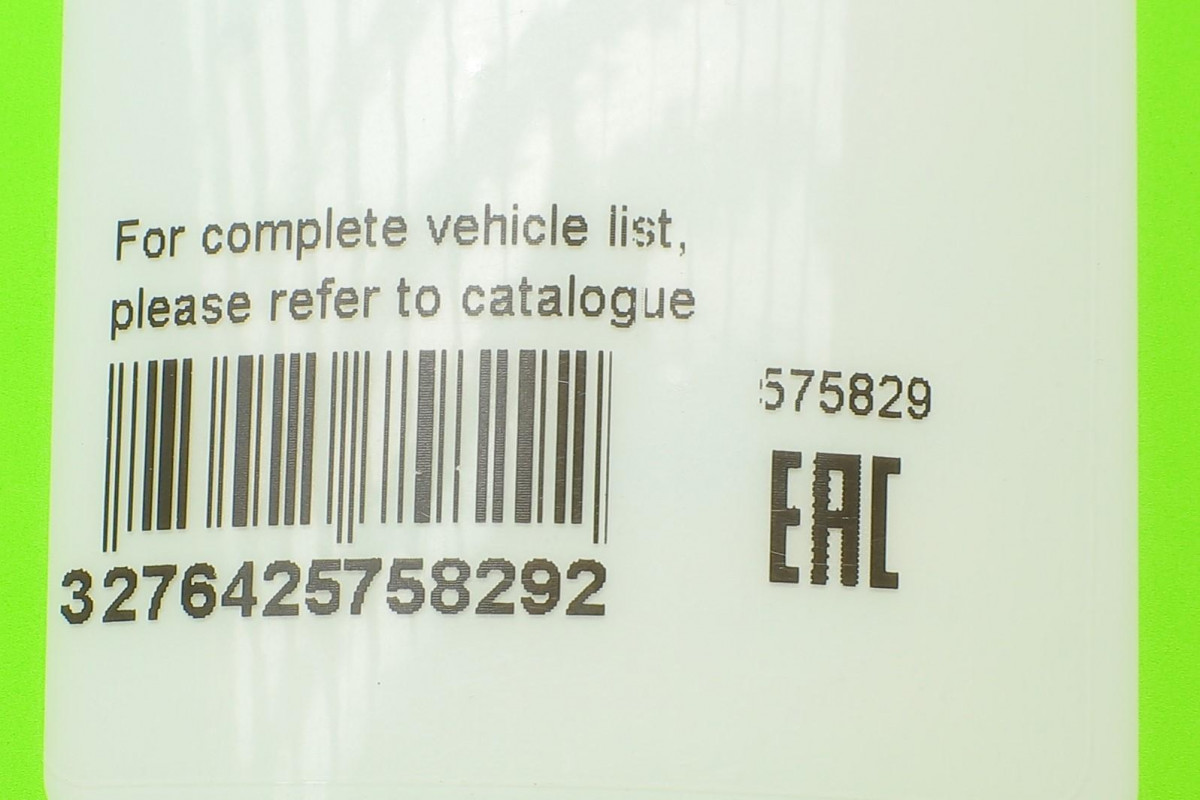 For complete vehicle list,
please refer to catalogue
575829
EAC
3276425758292